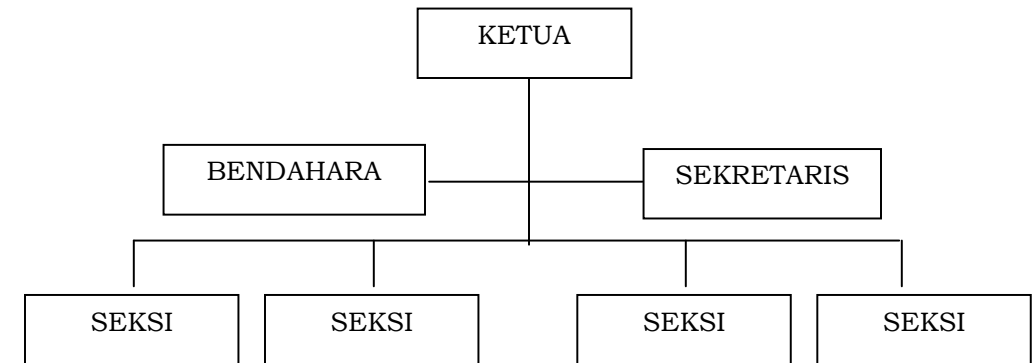 KETUA
BENDAHARA
SEKRETARIS
SEKSI
SEKSI
SEKSI
SEKSI